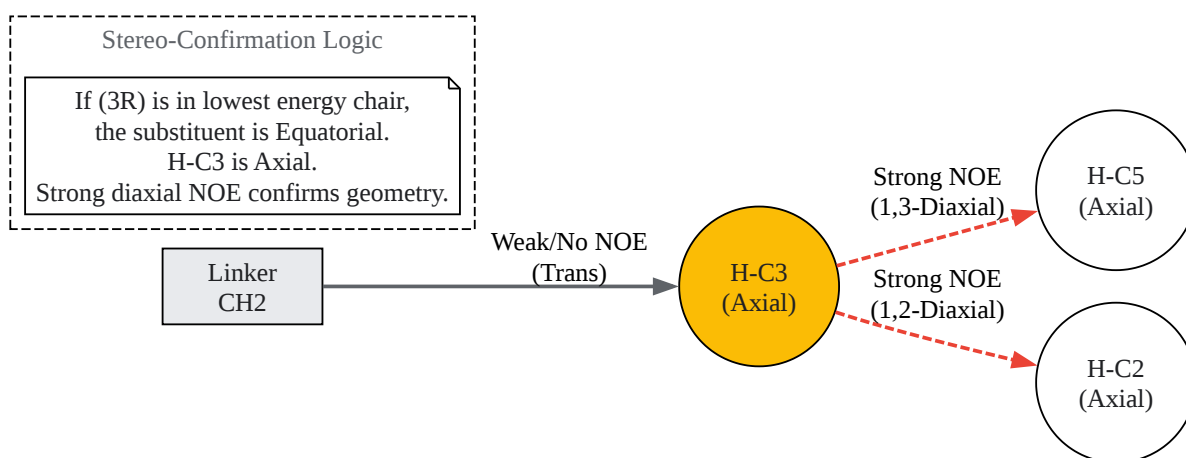 Stereo-Confirmation Logic
If (3R) is in lowest energy chair,
the substituent is Equatorial.
H-C3 is Axial.
Strong diaxial NOE confirms geometry.
Linker
CH2
Weak/No NOE
(Trans)
H-C3
(Axial)
Strong NOE
(1,3-Diaxial)
Strong NOE
(1,2-Diaxial)
H-C5
(Axial)
H-C2
(Axial)